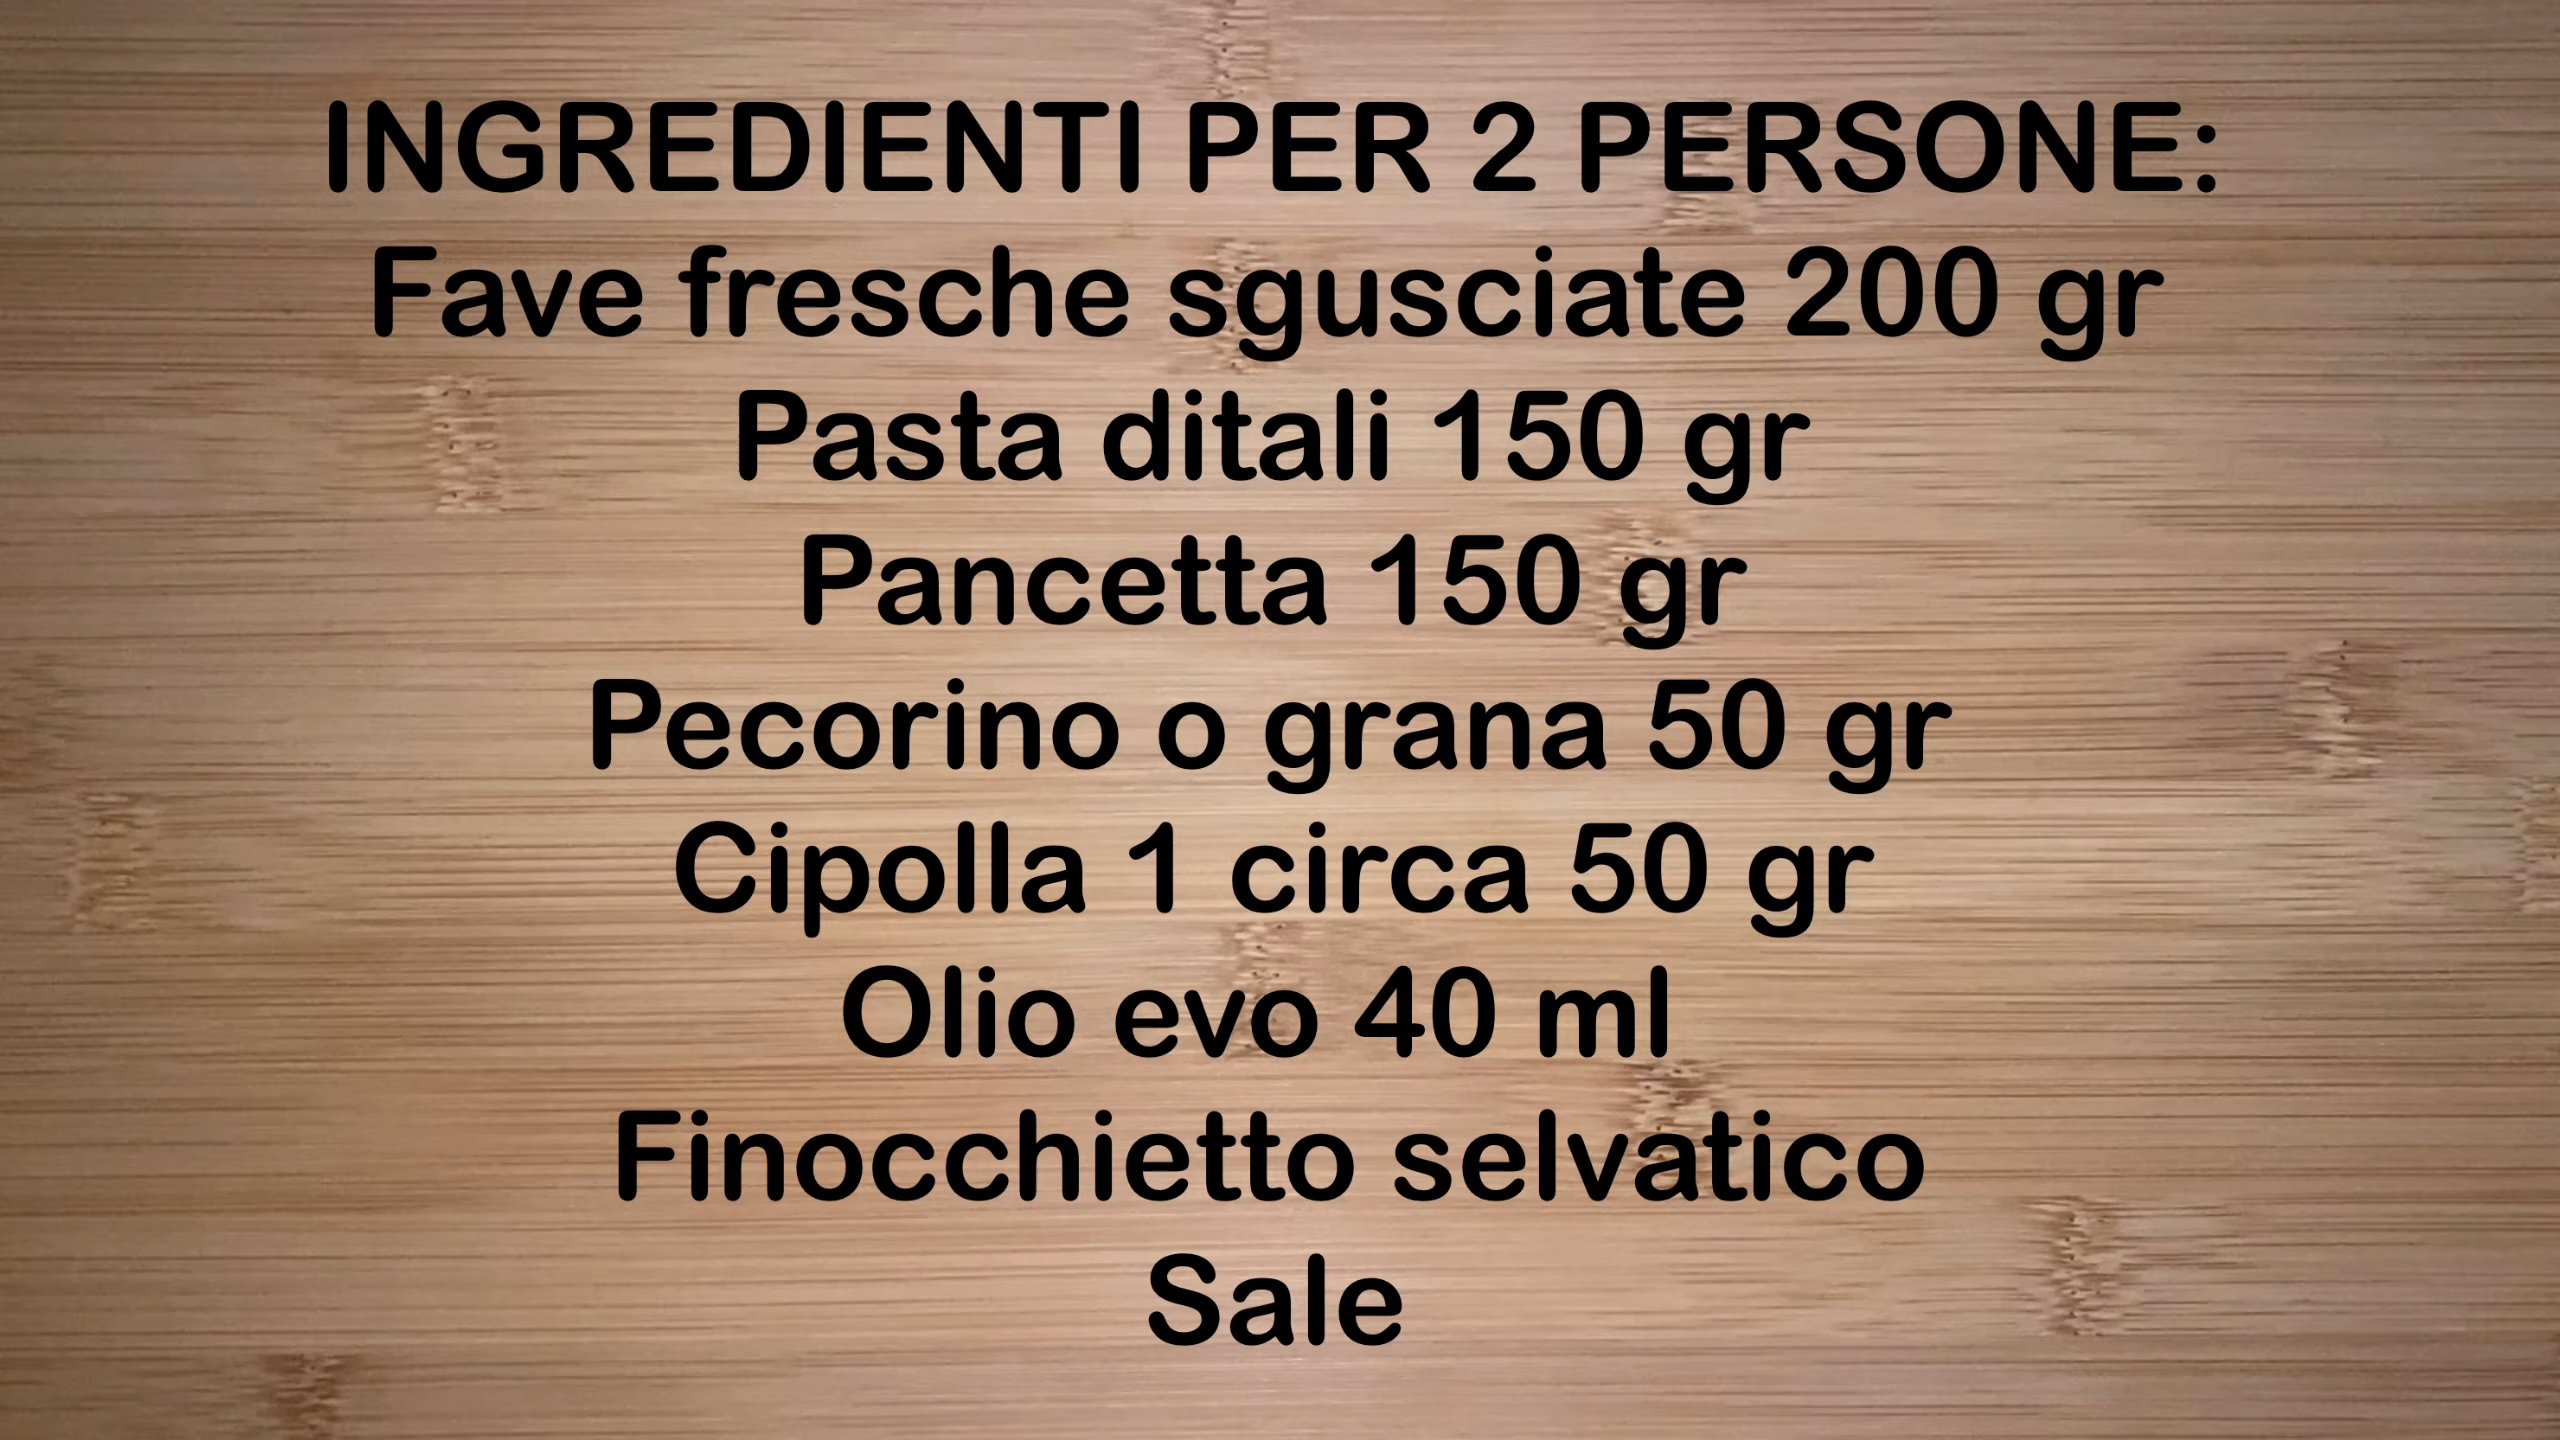 INGREDIENTI PER 2 PERSONE:
Fave fresche sgusciate 200 gr
Pasta ditali 150 gr
Pancetta 150 gr
Pecorino o grana 50 gr
Cipolla 1 circa 50 gr
Olio evo 40 ml
Finocchietto selvatico
Sale